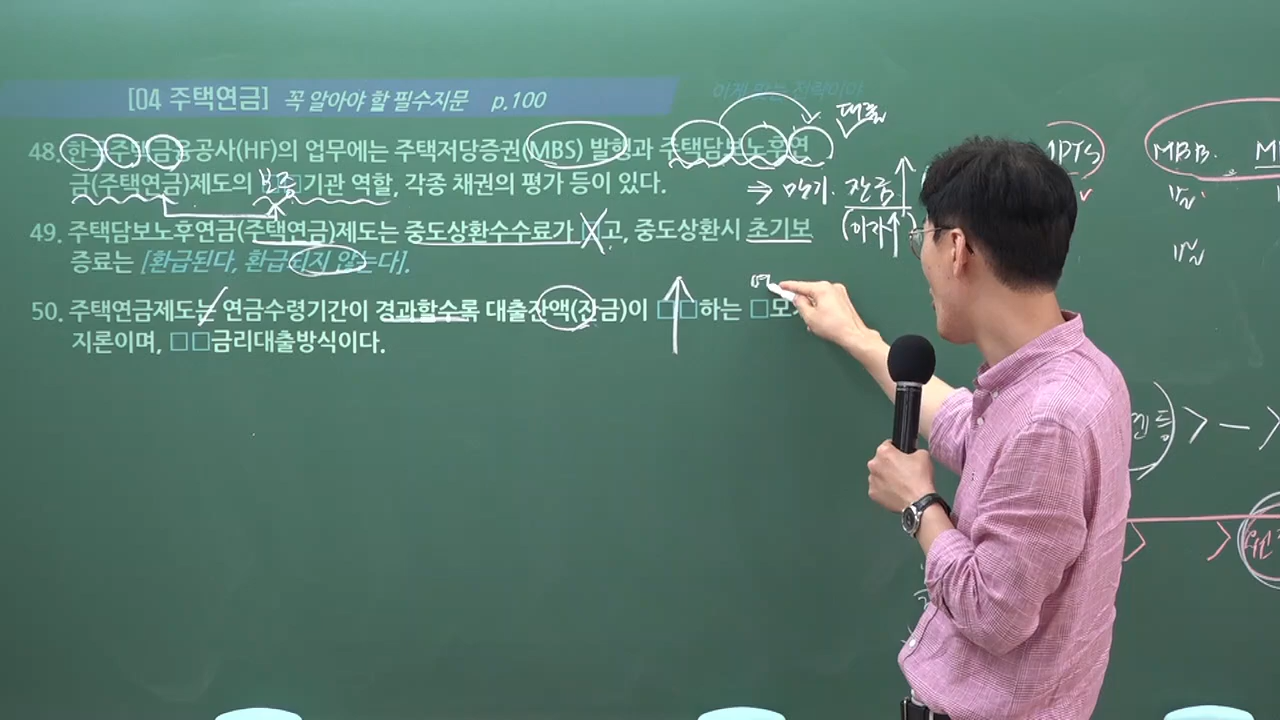 [04 주택연금] 꼭 알아야 할 필수지문 p.100
48. 한국주택금융공사(HF)의 업무에는 주택저당증권(MBS) 발행과 주택담보노후연
금(주택연금)제도의 보증기관 역할, 각종 채권의 평가 등이 있다.
49. 주택담보노후연금(주택연금)제도는 중도상환수수료가 □고, 중도상환시 초기보
증료는 [환급된다, 환급되지 않는다].
50. 주택연금제도는 연금수령기간이 경과할수록 대출잔액(잔금)이 □□하는 □모
지론이며, □□금리대출방식이다.
대출
⇒ 만기. 잔금
(이자
MPTS
MBB.